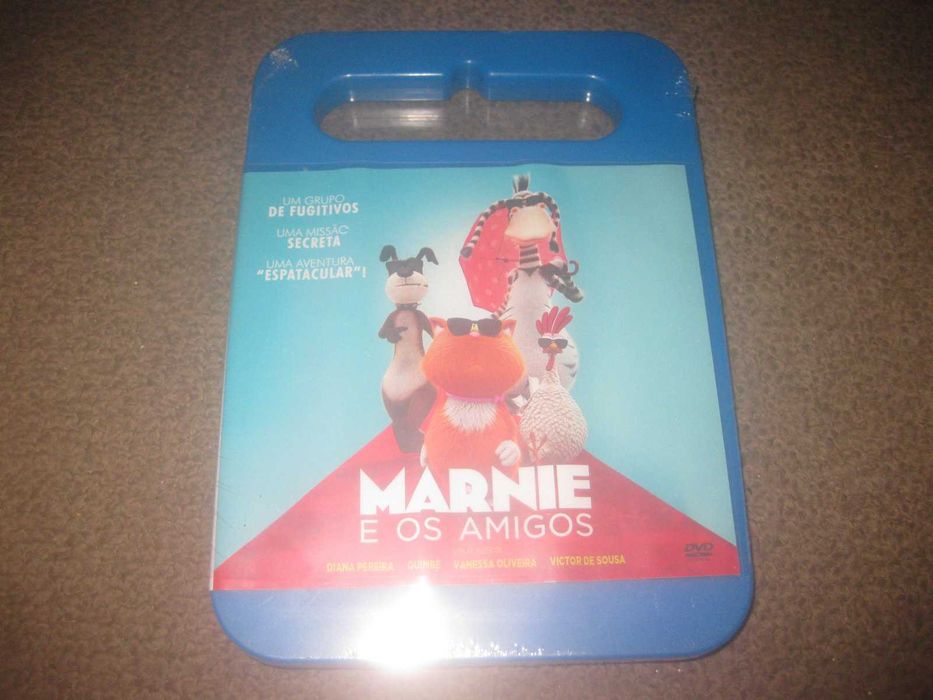 UM GRUPO
DE FUGITIVOS
UMA MISSÃO
SECRETA
UMA AVENTURA
"ESPATACULAR"!
MARNIE
E OS AMIGOS
DIANA PEREIRA QUIMBÉ VANESSA OLIVEIRA VICTOR DE SOUSA
DVD